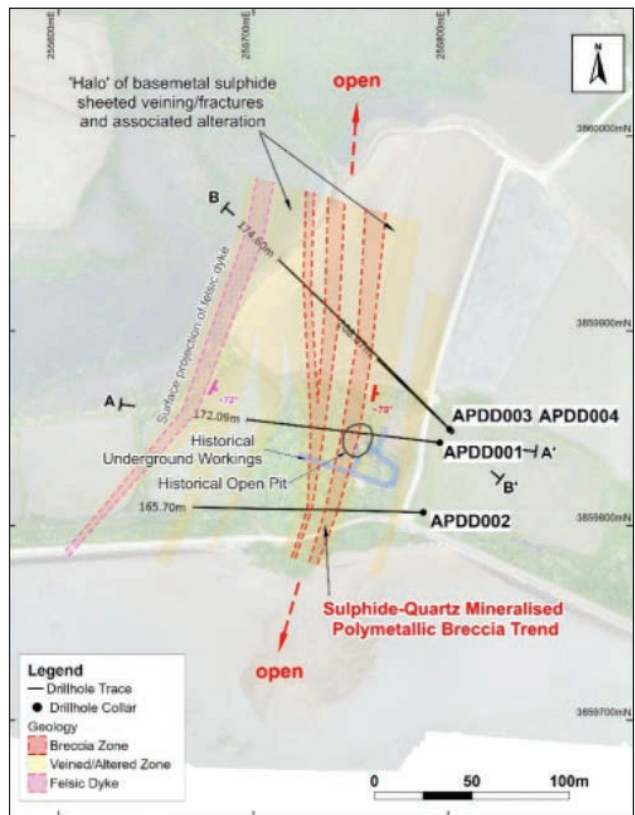 255600mE
255700mE
255800mE
N
'Halo' of basemetal sulphide
sheeted veining/fractures
and associated alteration
open
3860000mN
B
174.60m
3859900mN
Surface projection of felsic dyke
-72°
-79°
A
172.09m
APDD003 APDD004
APDD001
A'
Historical
Underground Workings
Historical Open Pit
B'
165.70m
APDD002
3859800mN
Sulphide-Quartz Mineralised
Polymetallic Breccia Trend
open
Legend
Drillhole Trace
Drillhole Collar
Geology
Breccia Zone
Veined/Altered Zone
Felsic Dyke
3859700mN
0 50 100m